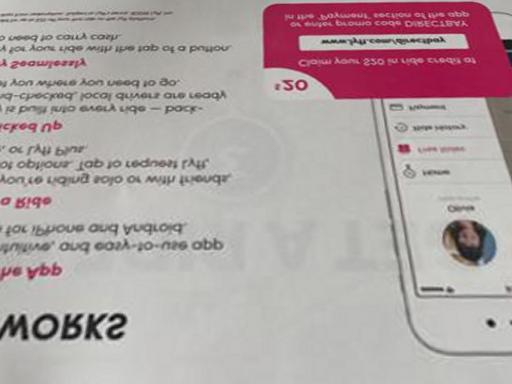 WORKS
he App
ntuitive, and easy-to-use app
for iPhone and Android.
a Ride
you're riding solo or with friends,
ot options. Tap to request Lyft,
, or Lyft Plus.
cked Up
y is built into every ride — back-
nd-checked, local drivers are ready
t you where you need to go.
y Seamlessly
y for your ride with the tap of a button.
o need to carry cash.
Olivia
Home
Free Rides
Ride History
Payment
$20
Claim your $20 in ride credit at
www.lyft.com/directbay
or enter promo code DIRECTBAY
in the "Payment" section of the app